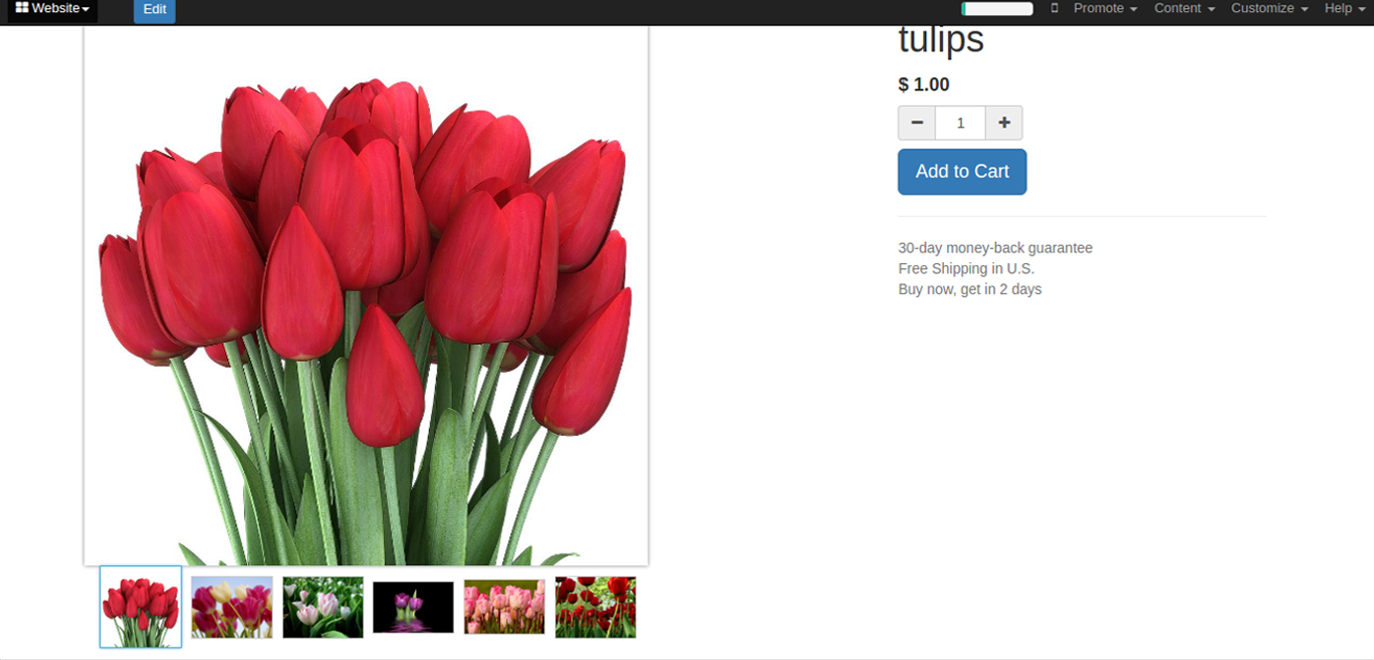 Website
Edit
Promote
Content
Customize
Help
tulips
$ 1.00
1
Add to Cart
30-day money-back guarantee
Free Shipping in U.S.
Buy now, get in 2 days